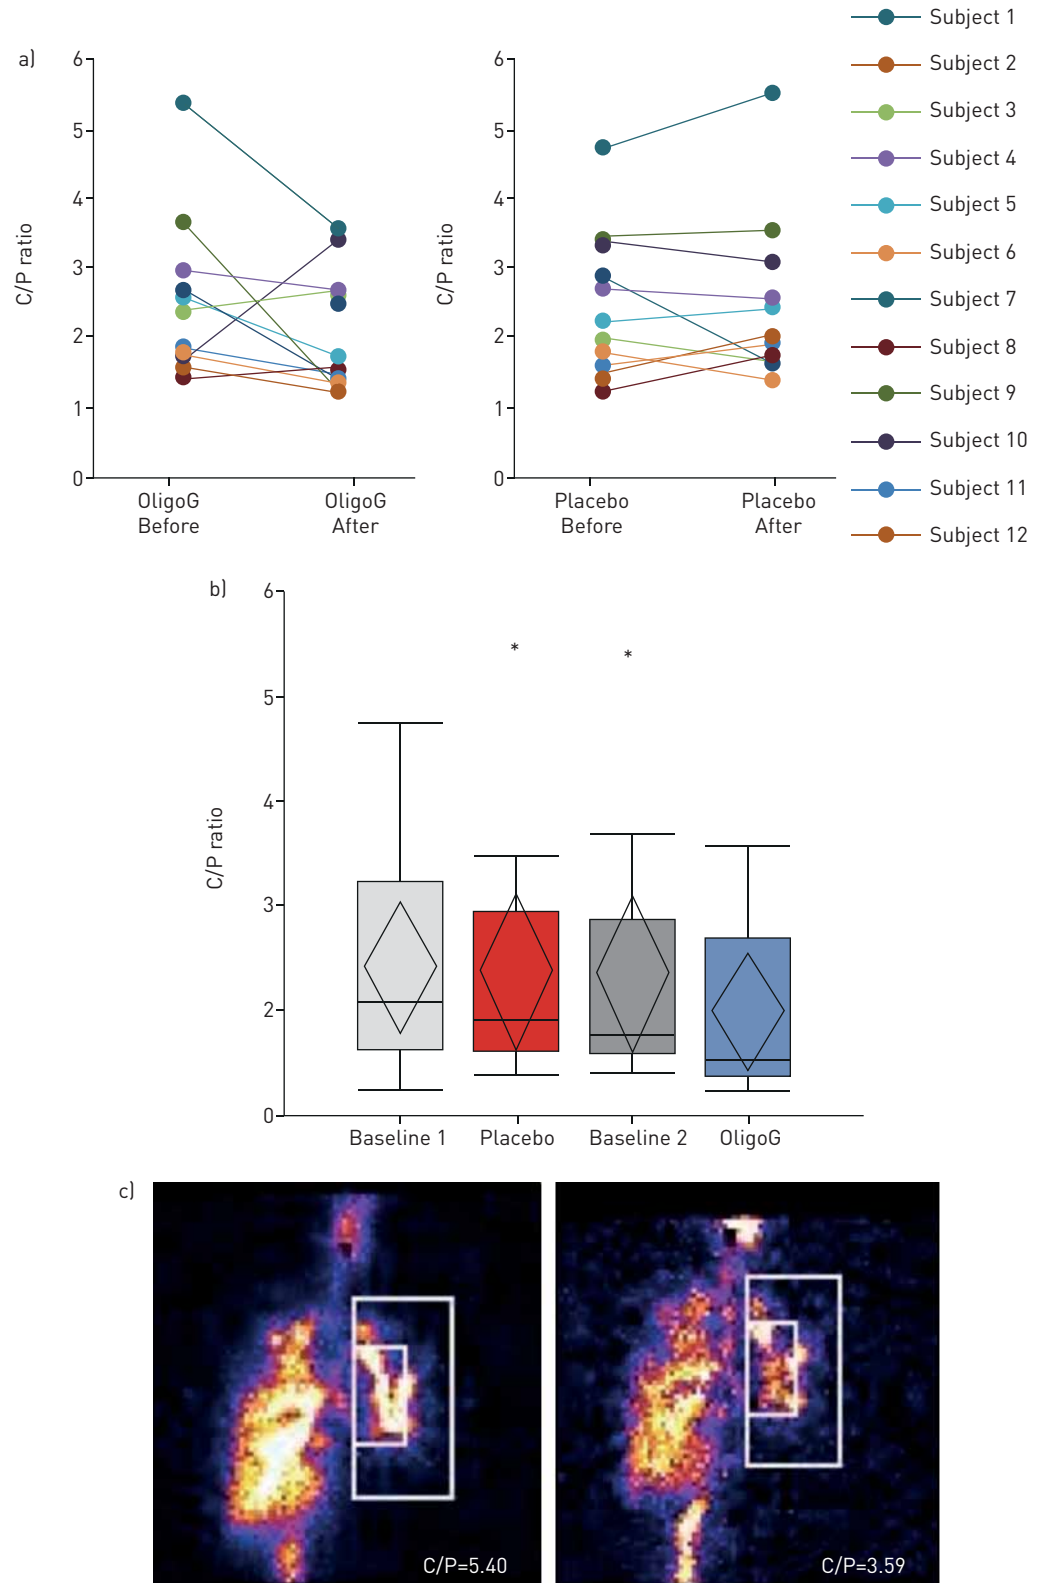 a)
6
5
4
3
2
1
0
C/P ratio
OligoG
Before
OligoG
After
6
5
4
3
2
1
0
C/P ratio
Placebo
Before
Placebo
After
Subject 1
Subject 2
Subject 3
Subject 4
Subject 5
Subject 6
Subject 7
Subject 8
Subject 9
Subject 10
Subject 11
Subject 12
b)
6
5
4
3
2
0
C/P ratio
*
*
Baseline 1
Placebo
Baseline 2
OligoG
c)
C/P=5.40
C/P=3.59